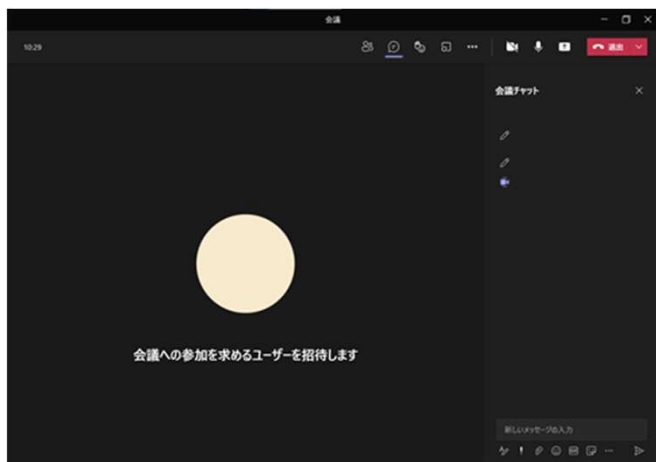 会議
10:29
退出
会議チャット
会議への参加を求めるユーザーを招待します
新しいメッセージの入力